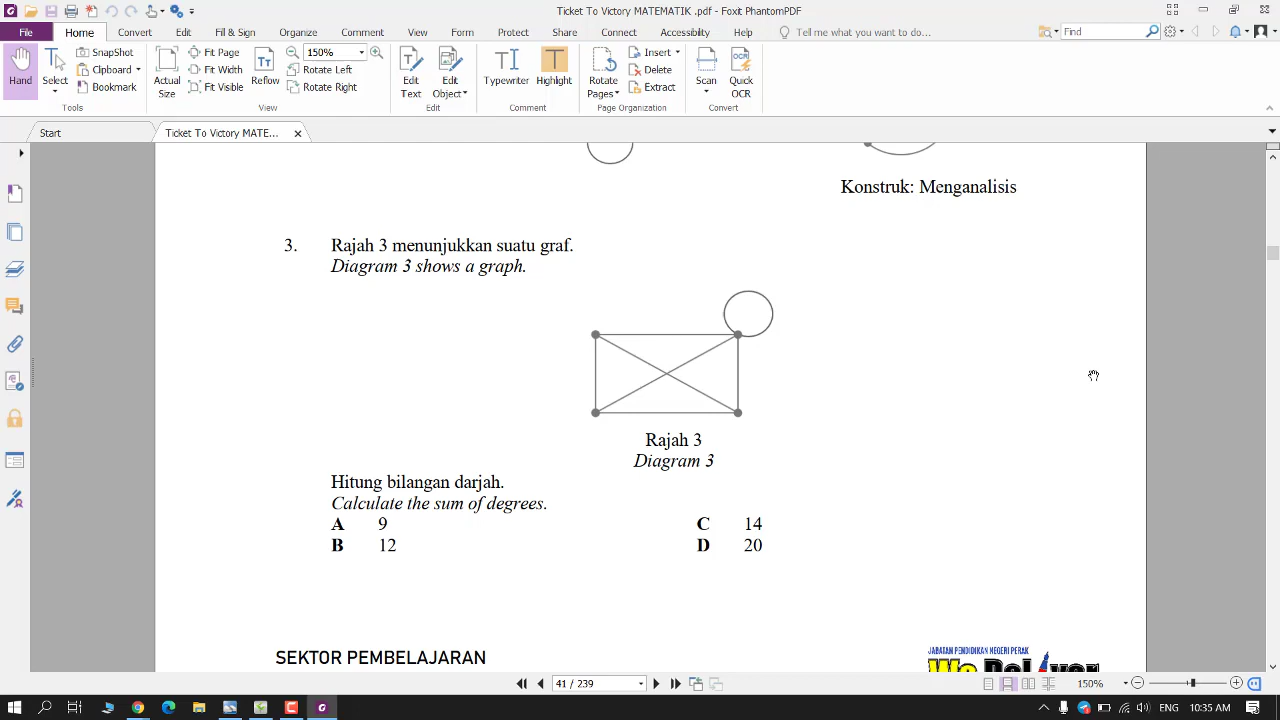 Ticket To Victory MATEMATIK .pdf - Foxit PhantomPDF
File Home Convert Edit Fill & Sign Organize Comment View Form Protect Share Connect Accessibility Help Tell me what you want to do... Find
Hand
Select
SnapShot
Clipboard
Bookmark
Tools
Actual Size
Fit Page
Fit Width
Fit Visible
Reflow
150%
Rotate Left
Rotate Right
View
Edit Text
Edit Object
Edit
Typewriter
Highlight
Comment
Rotate Pages
Insert
Delete
Extract
Page Organization
Scan
Quick OCR
Convert
Start
Ticket To Victory MATE...
Konstruk: Menganalisis
3. Rajah 3 menunjukkan suatu graf.
Diagram 3 shows a graph.
Rajah 3
Diagram 3
Hitung bilangan darjah.
Calculate the sum of degrees.
A 9 C 14
B 12 D 20
SEKTOR PEMBELAJARAN
JABATAN PENDIDIKAN NEGERI PERAK
We Deliver
41 / 239
150%
10:35 AM